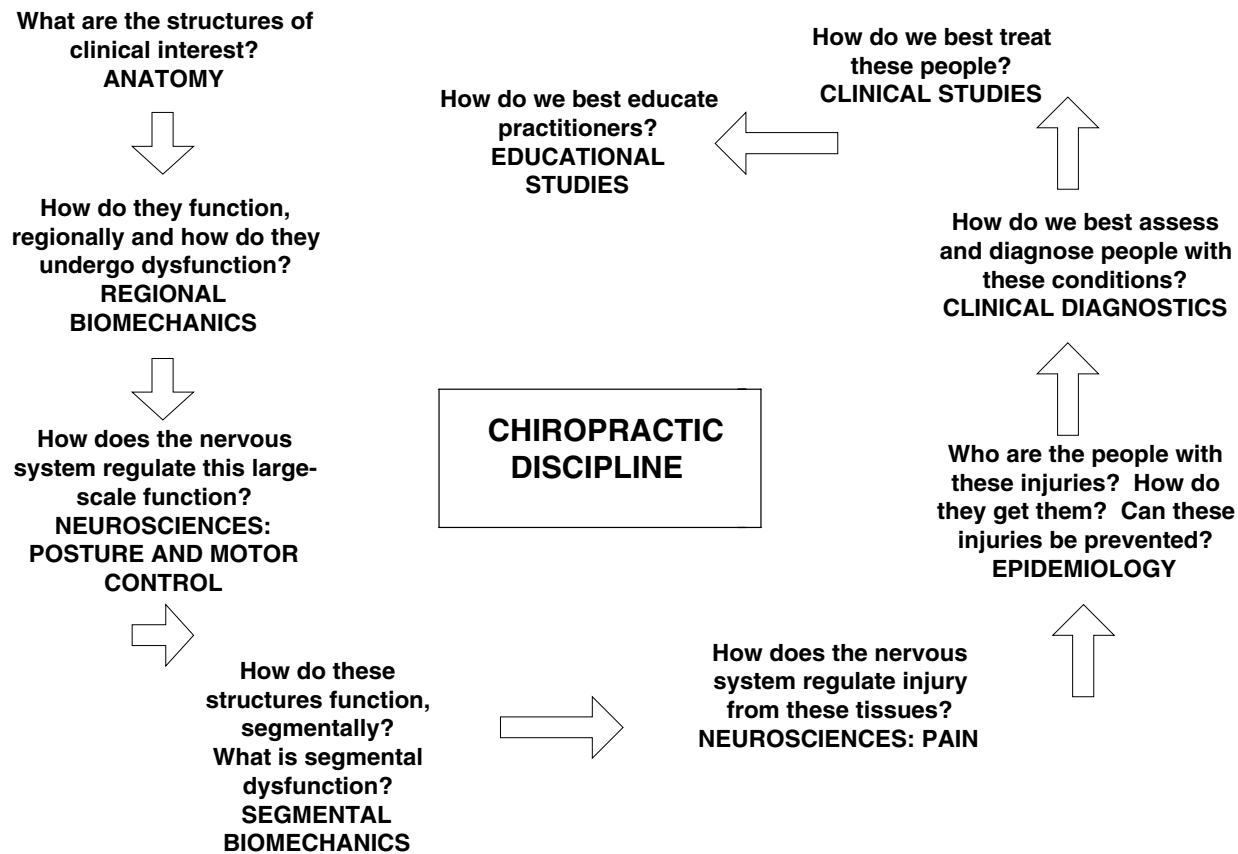 What are the structures of
clinical interest?
ANATOMY
How do they function,
regionally and how do they
undergo dysfunction?
REGIONAL
BIOMECHANICS
How does the nervous
system regulate this large-
scale function?
NEUROSCIENCES:
POSTURE AND MOTOR
CONTROL
How do these
structures function,
segmentally?
What is segmental
dysfunction?
SEGMENTAL
BIOMECHANICS
How does the nervous
system regulate injury
from these tissues?
NEUROSCIENCES: PAIN
Who are the people with
these injuries? How do
they get them? Can these
injuries be prevented?
EPIDEMIOLOGY
How do we best assess
and diagnose people with
these conditions?
CLINICAL DIAGNOSTICS
How do we best treat
these people?
CLINICAL STUDIES
How do we best educate
practitioners?
EDUCATIONAL
STUDIES
CHIROPRACTIC
DISCIPLINE